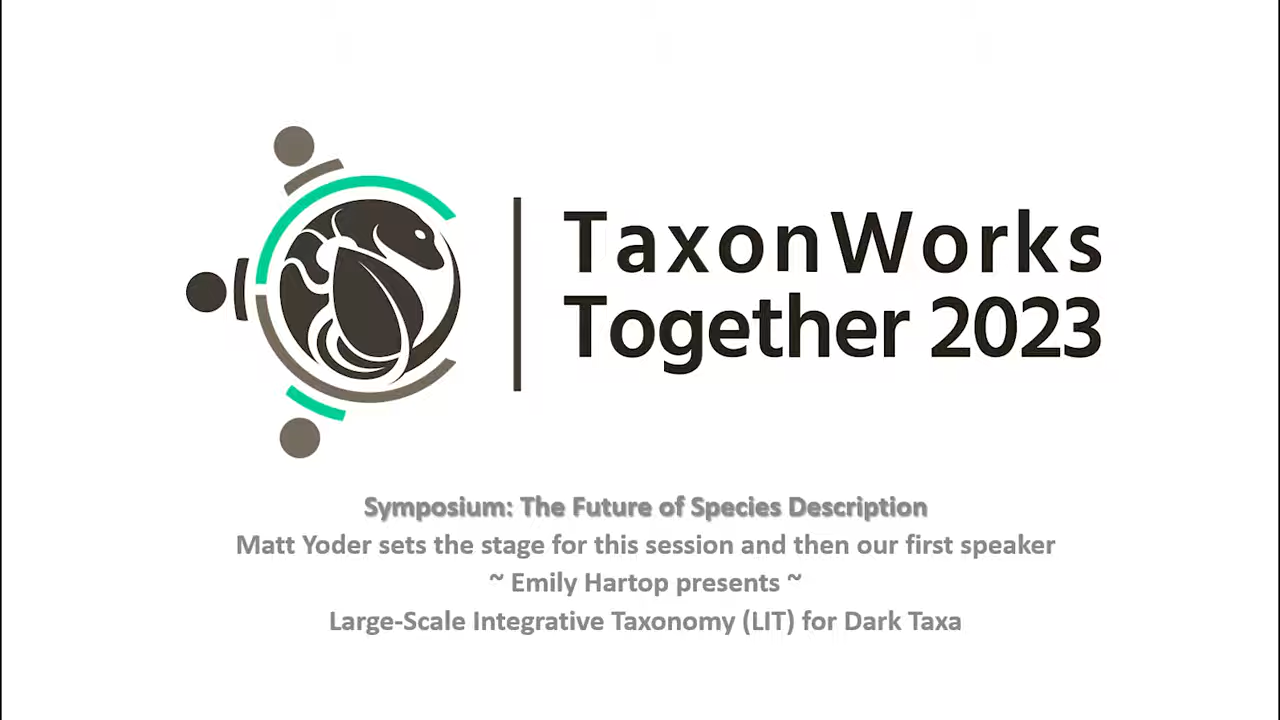 TaxonWorks
Together 2023
Symposium: The Future of Species Description
Matt Yoder sets the stage for this session and then our first speaker
~ Emily Hartop presents ~
Large-Scale Integrative Taxonomy (LIT) for Dark Taxa